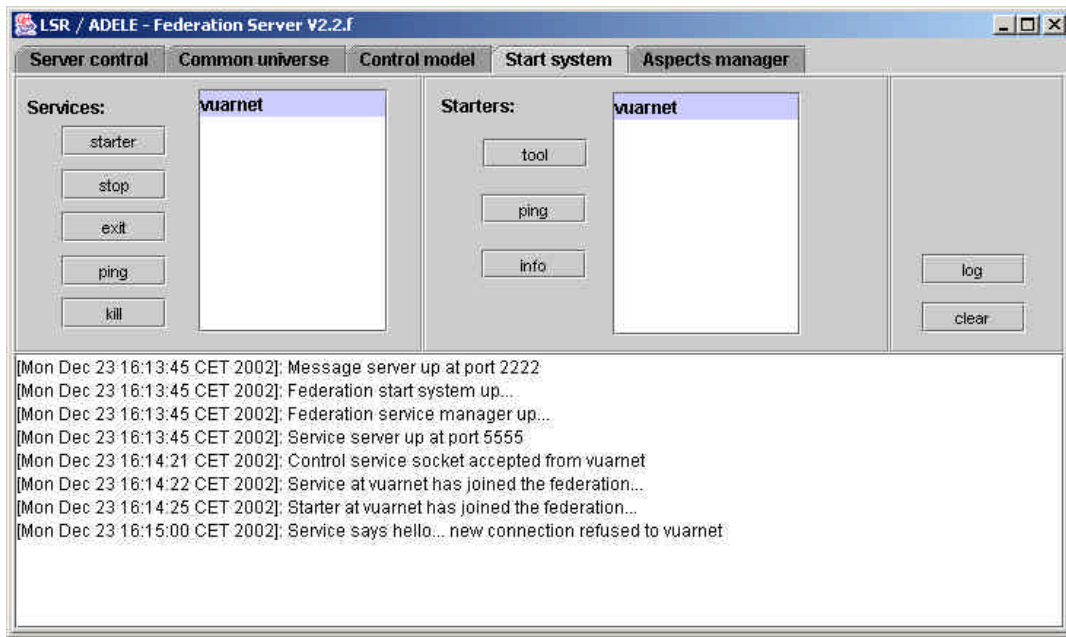 LSR / ADELE - Federation Server V2.2.f
Server control Common universe Control model Start system Aspects manager
Services:
vuarnet
starter
stop
exit
ping
kill
Starters:
vuarnet
tool
ping
info
log
clear
[Mon Dec 23 16:13:45 CET 2002]: Message server up at port 2222
[Mon Dec 23 16:13:45 CET 2002]: Federation start system up...
[Mon Dec 23 16:13:45 CET 2002]: Federation service manager up...
[Mon Dec 23 16:13:45 CET 2002]: Service server up at port 5555
[Mon Dec 23 16:14:21 CET 2002]: Control service socket accepted from vuarnet
[Mon Dec 23 16:14:22 CET 2002]: Service at vuarnet has joined the federation...
[Mon Dec 23 16:14:25 CET 2002]: Starter at vuarnet has joined the federation...
[Mon Dec 23 16:15:00 CET 2002]: Service says hello... new connection refused to vuarnet